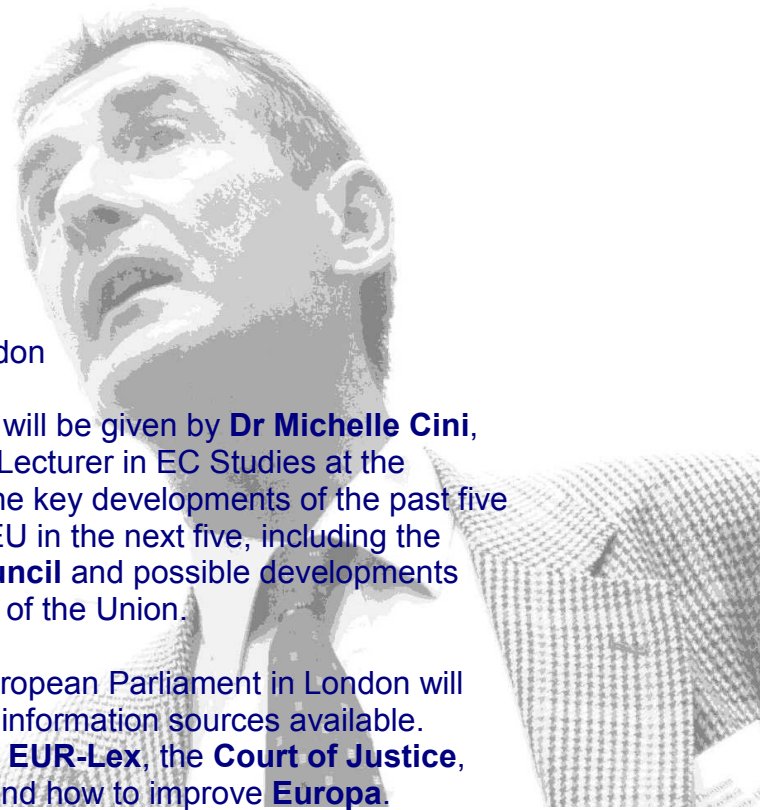 don
will be given by Dr Michelle Cini,
Lecturer in EC Studies at the
he key developments of the past five
EU in the next five, including the
uncil and possible developments
of the Union.
ropean Parliament in London will
information sources available.
EUR-Lex, the Court of Justice,
nd how to improve Europa.